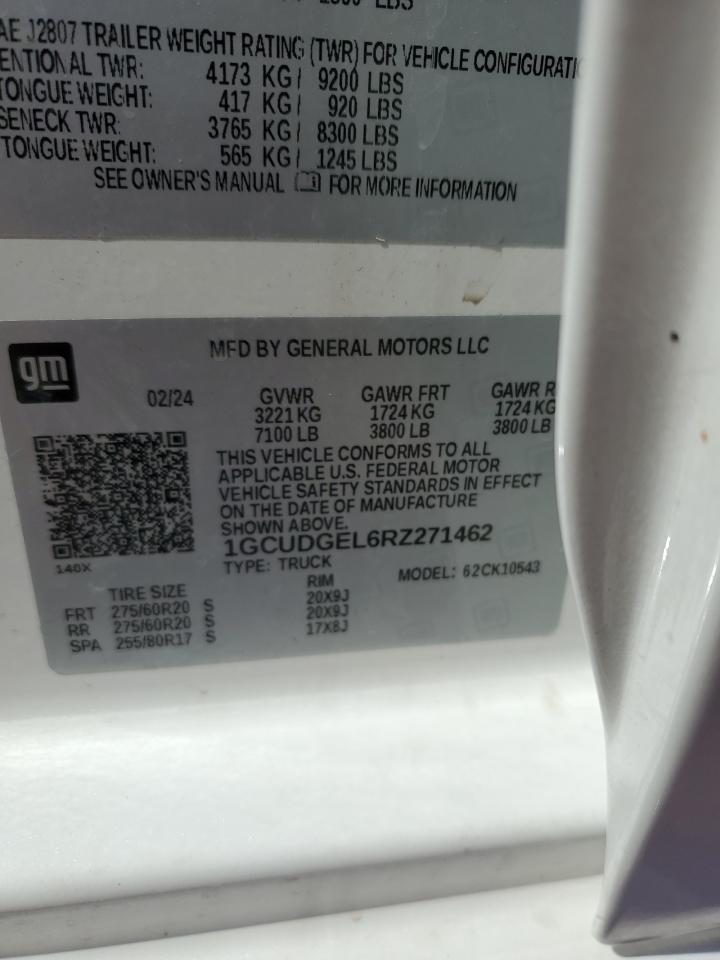 LBS
J2807 TRAILER WEIGHT RATING (TWR) FOR VEHICLE
TWR: 4173 KG/ 9200 LBS
TONGUE WEIGHT: 417 KG/ 920 LBS
TWR: 3765 KG/ 8300 LBS
TONGUE WEIGHT: 565 KG/ 1245 LBS
SEE OWNER'S MANUAL FOR MORE INFORMATION
gm
MFD BY GENERAL MOTORS LLC
02/24 GVWR GAWR FRT GAWR R
3221 KG 1724 KG 1724 KG
7100 LB 3800 LB 3800 LB
THIS VEHICLE CONFORMS TO ALL
APPLICABLE U.S. FEDERAL MOTOR
VEHICLE SAFETY STANDARDS IN EFFECT
ON THE DATE OF MANUFACTURE
SHOWN ABOVE.
1GCUDGEL6RZ271462
140X
TYPE: TRUCK MODEL: 62CK10543
TIRE SIZE RIM
FRT 275/60R20 S 20X9J
RR 275/60R20 S 20X9J
SPA 255/80R17 S 17X8J